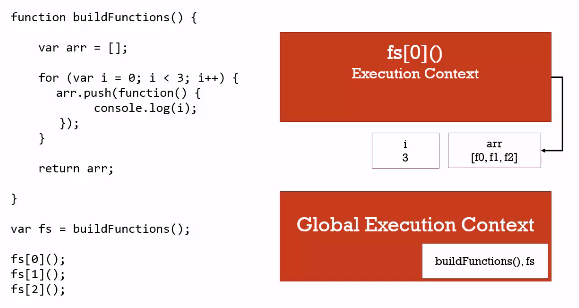 function buildFunctions() {
var arr = [];
for (var i = 0; i < 3; i++) {
arr.push(function() {
console.log(i);
});
}
return arr;
}
var fs = buildFunctions();
fs[0]();
fs[1]();
fs[2]();
fs[0]()
Execution Context
i
3
arr
[f0, f1, f2]
Global Execution Context
buildFunctions(), fs